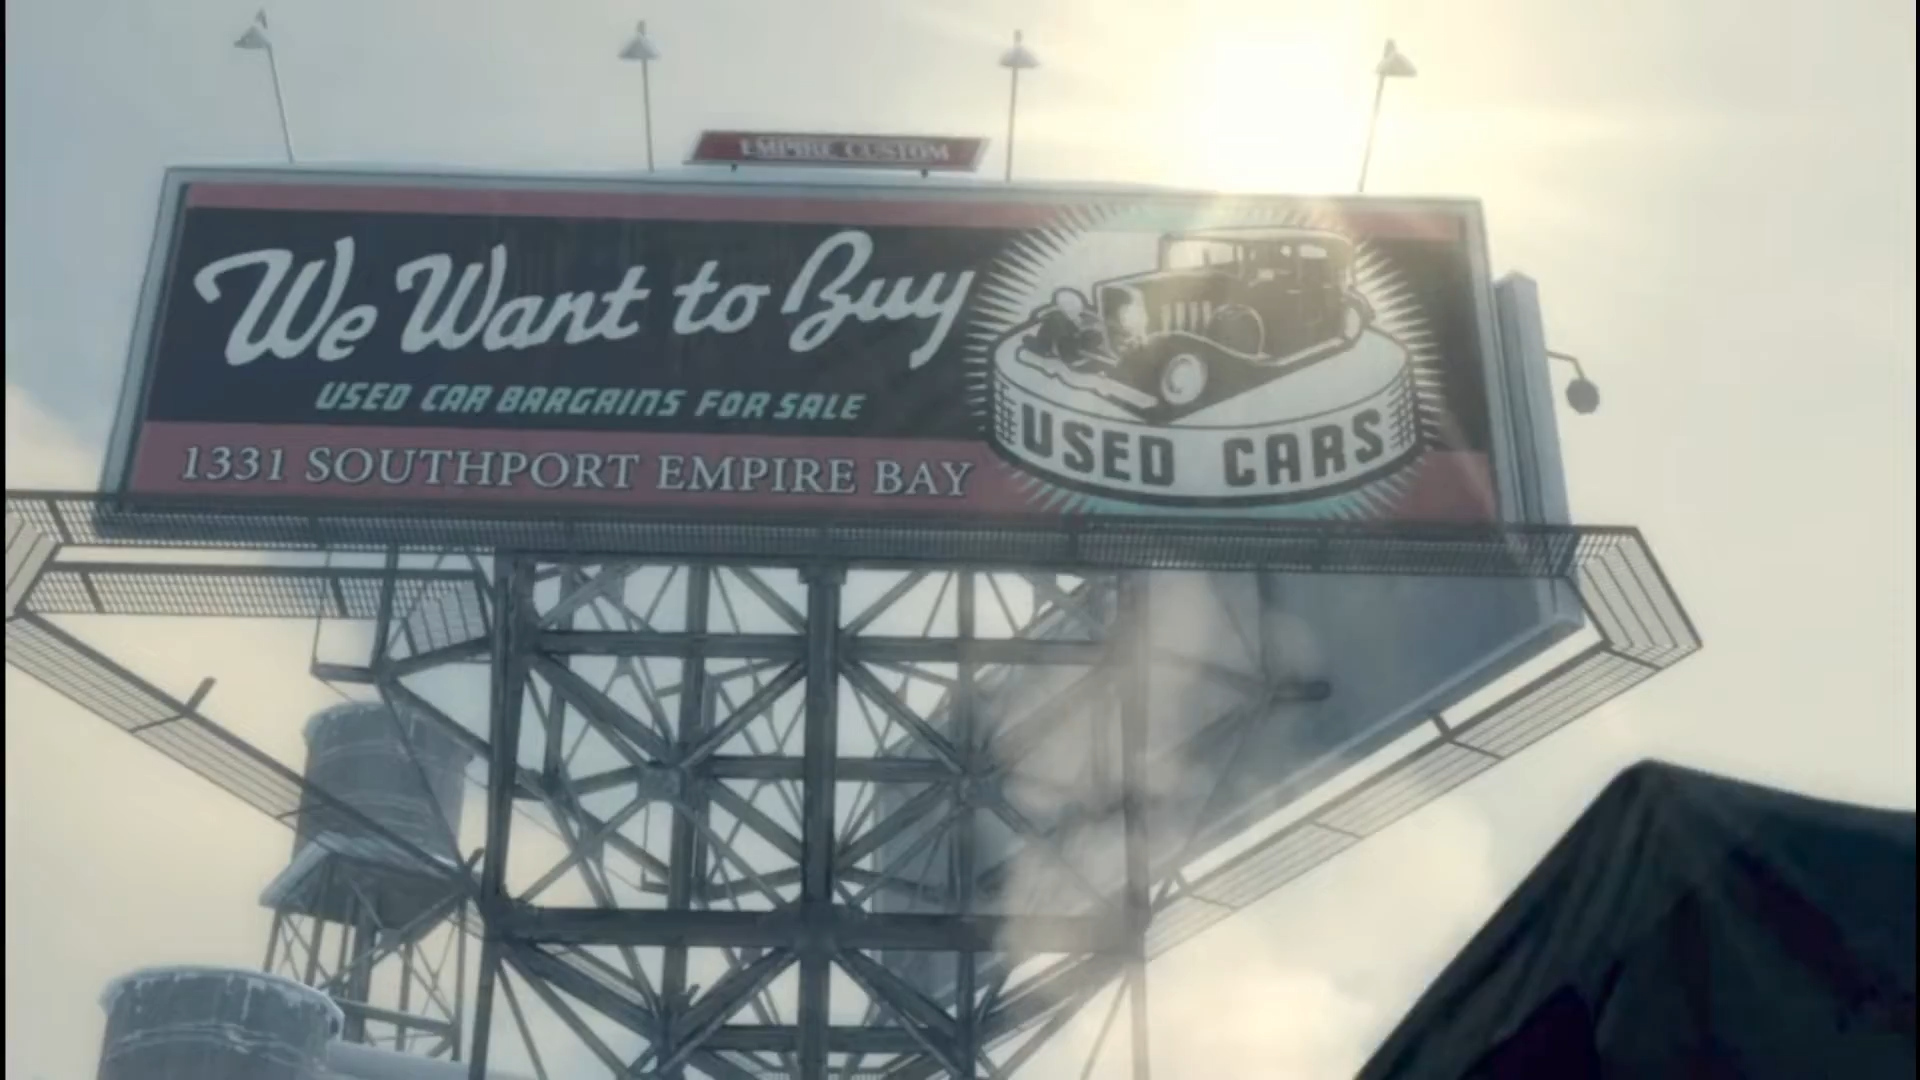 EMPIRE CUSTOM
We Want to Buy
USED CAR BARGAINS FOR SALE
1331 SOUTHPORT EMPIRE BAY
USED CARS